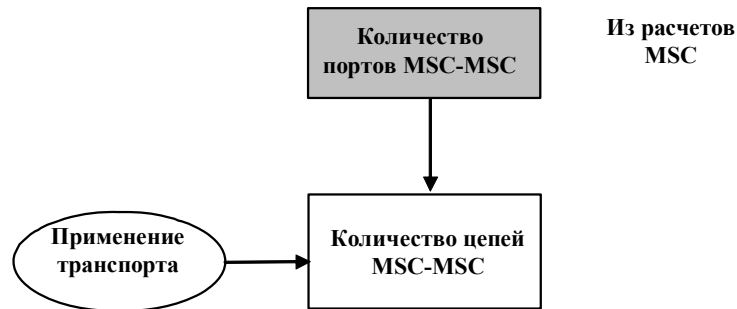 Количество
портов MSC-MSC
Из расчетов
MSC
Применение
транспорта
Количество цепей
MSC-MSC